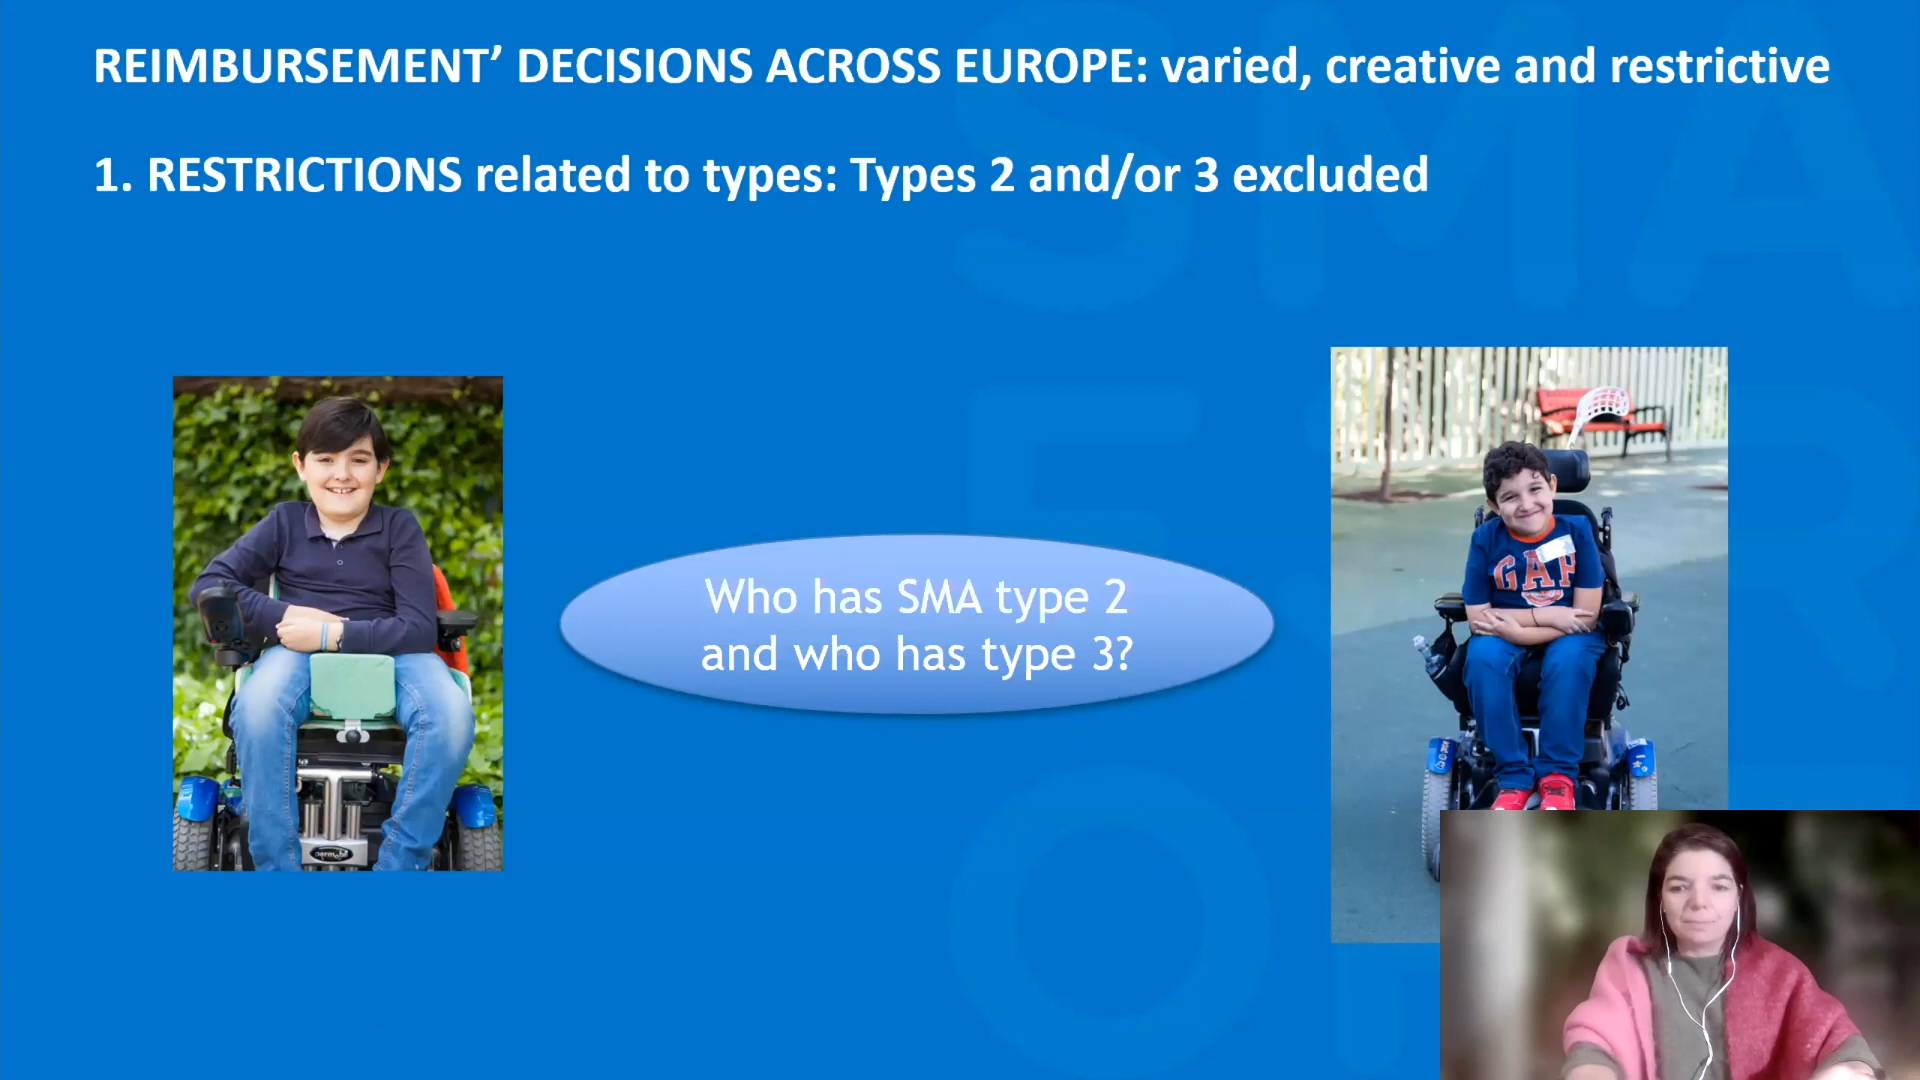 REIMBURSEMENT’ DECISIONS ACROSS EUROPE: varied, creative and restrictive
1. RESTRICTIONS related to types: Types 2 and/or 3 excluded
Who has SMA type 2
and who has type 3?
GAP
SMA